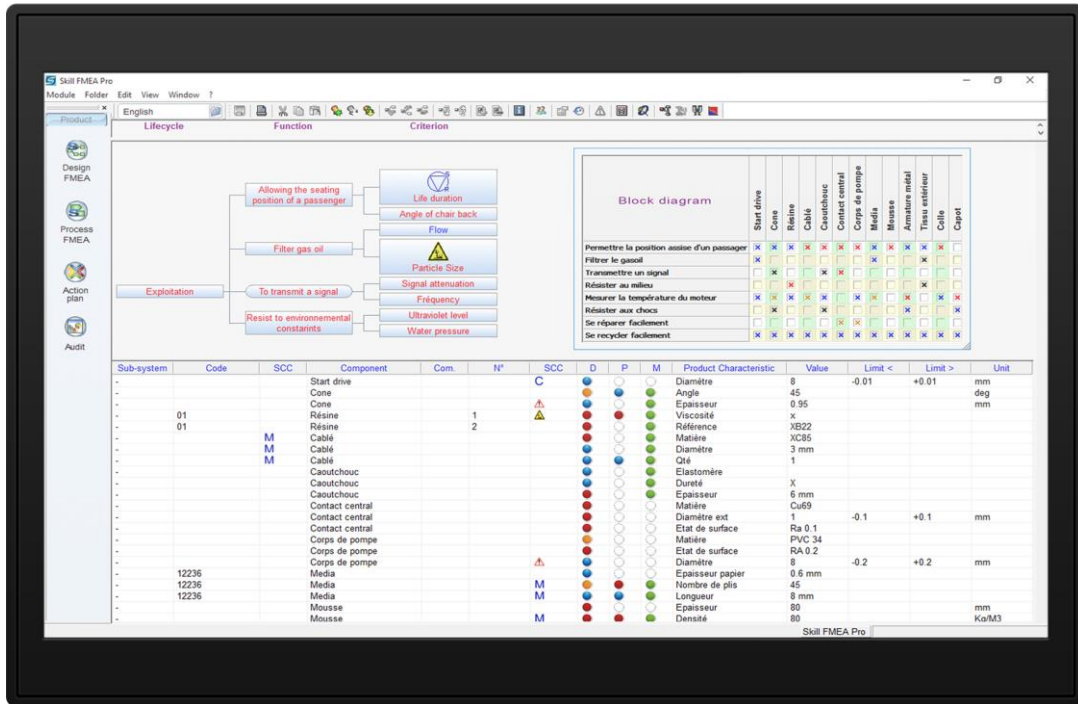 Skill FMEA Pro
Module Folder Edit View Window ?
English
Product
Lifecycle Function Criterion
Design
FMEA
Process
FMEA
Action
plan
Audit
Allowing the seating
position of a passenger
Life duration
Angle of chair back
Filter gas oil
Flow
Particle Size
Exploitation
To transmit a signal
Signal attenuation
Fréquency
Resist to environnemental
constarints
Ultraviolet level
Water pressure
Block diagram
Start drive
Cone
Résine
Cablé
Caoutchouc
Contact central
Corps de pompe
Media
Mousse
Armature métal
Tissu extérieur
Colle
Capot
Permettre la position assise d'un passager
Filtrer le gasoil
Transmettre un signal
Résister au milieu
Mesurer la température du moteur
Résister aux chocs
Se réparer facilement
Se recycler facilement
Sub-system Code SCC Component Com. N° SCC D P M Product Characteristic Value Limit < Limit > Unit
- Start drive C Diamètre 8 -0.01 +0.01 mm
- Cone Angle 45 deg
- Cone Epaisseur 0.95 mm
- 01 Résine 1 Viscosité x
- 01 Résine 2 Référence XB22
- M Cablé Matière XC85
- M Cablé Diamètre 3 mm
- M Cablé Qté 1
- Caoutchouc Elastomère
- Caoutchouc Dureté X
- Caoutchouc Epaisseur 6 mm
- Contact central Matière Cu69
- Contact central Diamètre ext 1 -0.1 +0.1 mm
- Contact central Etat de surface Ra 0.1
- Corps de pompe Matière PVC 34
- Corps de pompe Etat de surface RA 0.2
- Corps de pompe Diamètre 8 -0.2 +0.2 mm
- 12236 Media Epaisseur papier 0.6 mm
- 12236 Media M Nombre de plis 45
- 12236 Media M Longueur 8 mm
- Mousse Epaisseur 80 mm
- Mousse M Densité 80 Kg/M3
Skill FMEA Pro